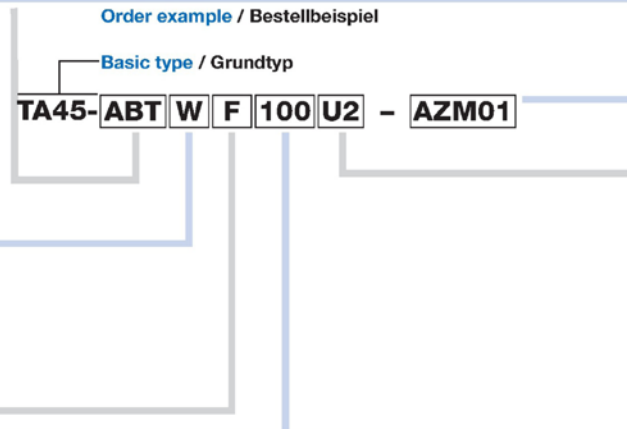 Order example / Bestellbeispiel
Basic type / Grundtyp
TA45-ABT W F 100 U2 – AZM01